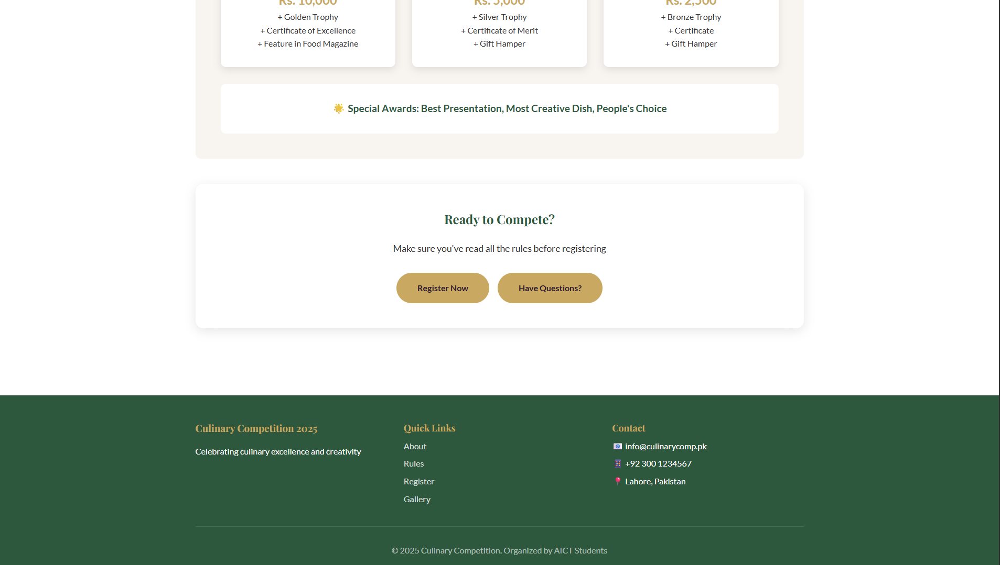 Rs. 10,000
+ Golden Trophy
+ Certificate of Excellence
+ Feature in Food Magazine
Rs. 5,000
+ Silver Trophy
+ Certificate of Merit
+ Gift Hamper
Rs. 2,500
+ Bronze Trophy
+ Certificate
+ Gift Hamper
🌟 Special Awards: Best Presentation, Most Creative Dish, People's Choice
Ready to Compete?
Make sure you've read all the rules before registering
Register Now
Have Questions?
Culinary Competition 2025
Celebrating culinary excellence and creativity
Quick Links
About
Rules
Register
Gallery
Contact
📧 info@culinarycomp.pk
📱 +92 300 1234567
📍 Lahore, Pakistan
© 2025 Culinary Competition. Organized by AICT Students